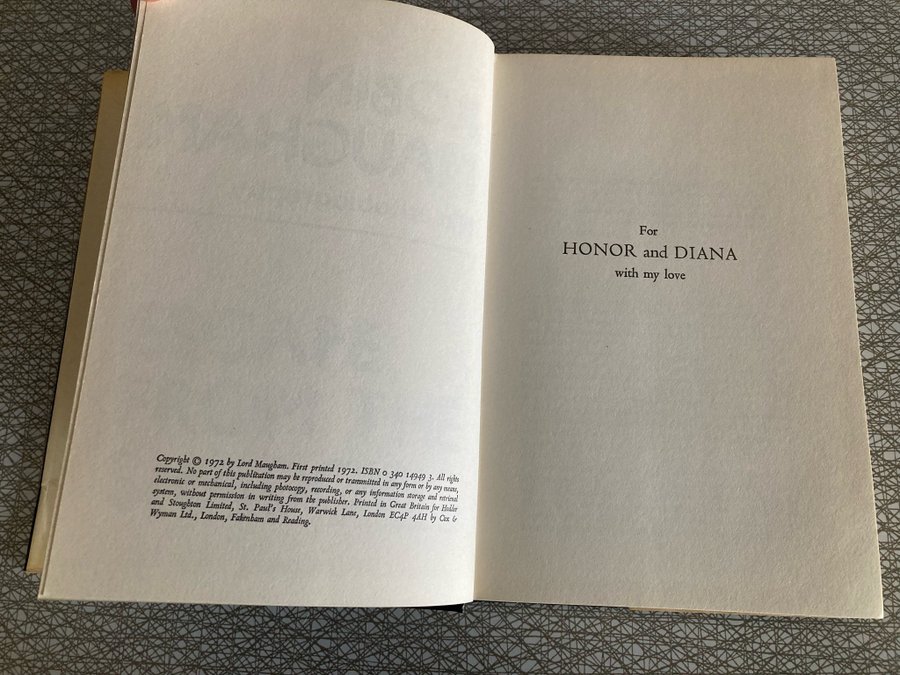 Copyright © 1972 by Lord Maugham. First printed 1972. ISBN 0 340 14949 3. All rights
reserved. No part of this publication may be reproduced or transmitted in any form or by any means,
electronic or mechanical, including photocopy, recording, or any information storage and retrieval
system, without permission in writing from the publisher. Printed in Great Britain for Hodder
and Stoughton Limited, St. Paul's House, Warwick Lane, London EC4P 4AH by Cox &
Wyman Ltd., London, Fakenham and Reading.
For
HONOR and DIANA
with my love